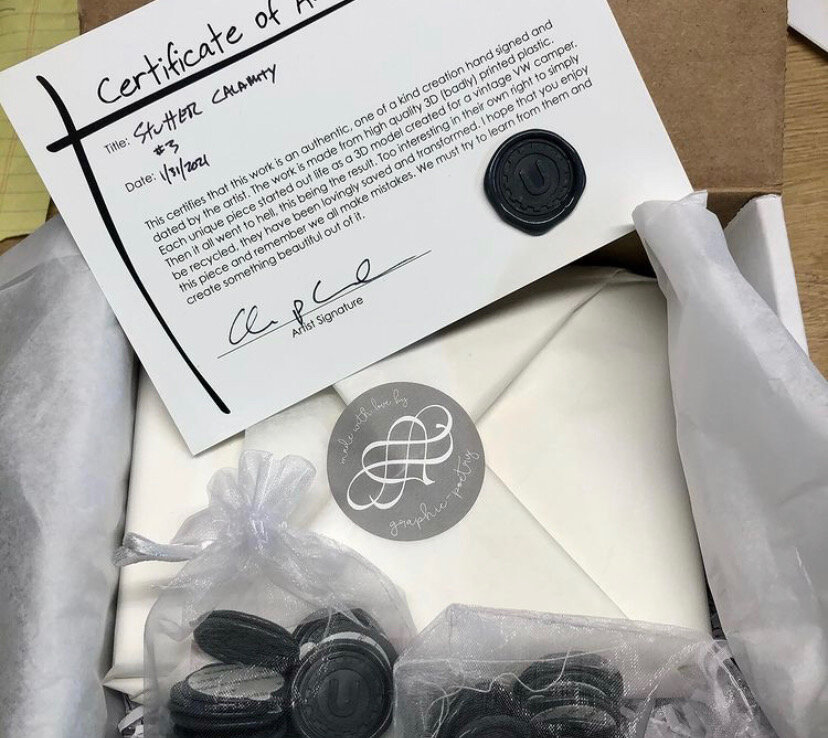 Certificate of
Title: STUTTER CALAMITY
#3
Date: 1/31/2021
This certifies that this work is an authentic, one of a kind creation hand signed and
dated by the artist. The work is made from high quality 3D (badly) printed plastic.
Each unique piece started out life as a 3D model created for a vintage VW camper.
Then it all went to hell, this being the result. Too interesting in their own right to simply
be recycled, they have been lovingly saved and transformed. I hope that you enjoy
this piece and remember we all make mistakes. We must try to learn from them and
create something beautiful out of it.
Artist Signature
U
made with love by
graphic-poetry
U